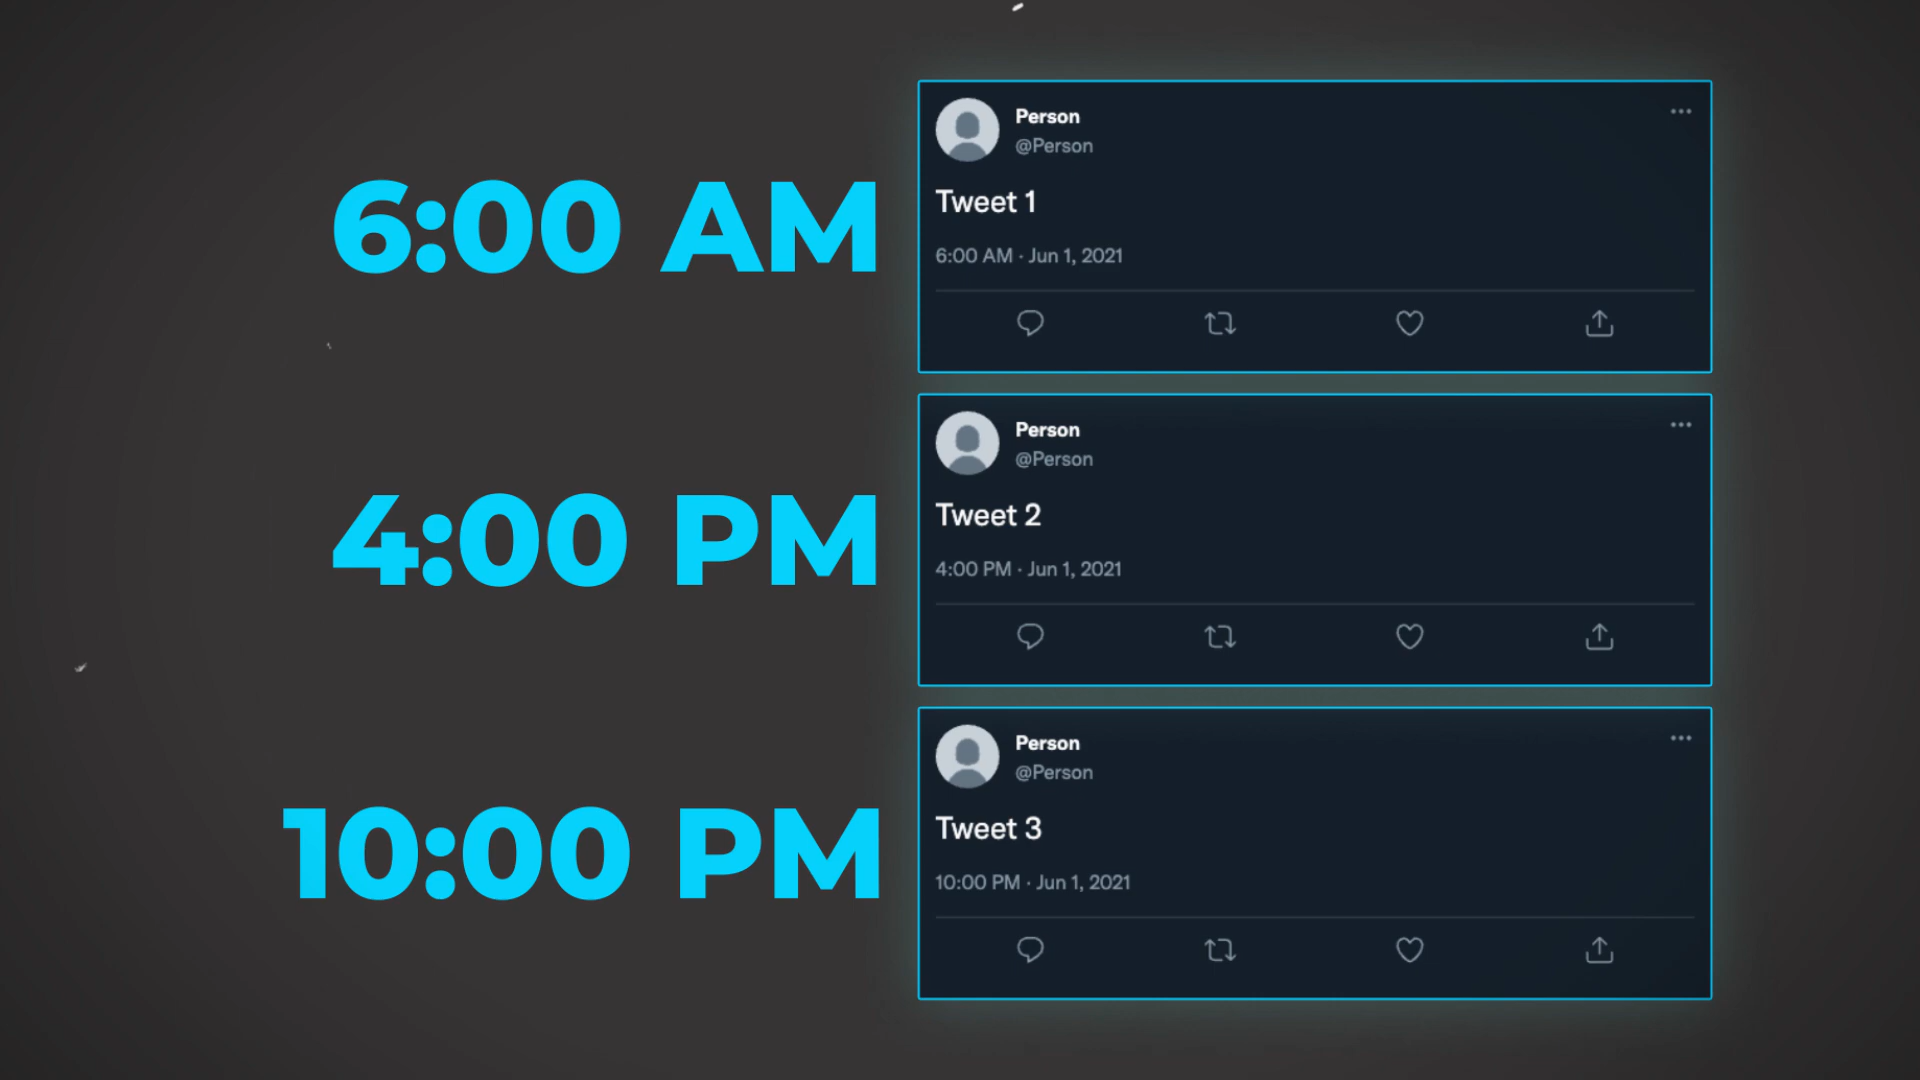 6:00 AM
Person
@Person
Tweet 1
6:00 AM · Jun 1, 2021
4:00 PM
Person
@Person
Tweet 2
4:00 PM · Jun 1, 2021
10:00 PM
Person
@Person
Tweet 3
10:00 PM · Jun 1, 2021